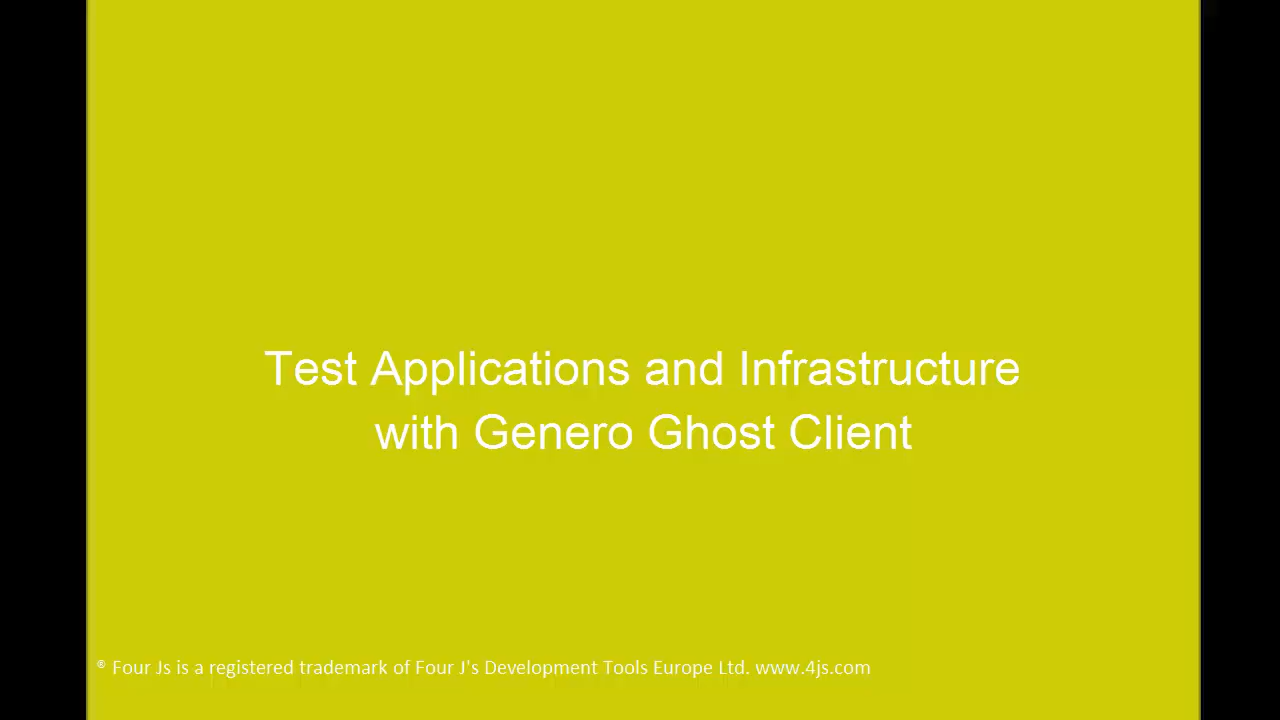 Test Applications and Infrastructure
with Genero Ghost Client
® Four Js is a registered trademark of Four J's Development Tools Europe Ltd. www.4js.com